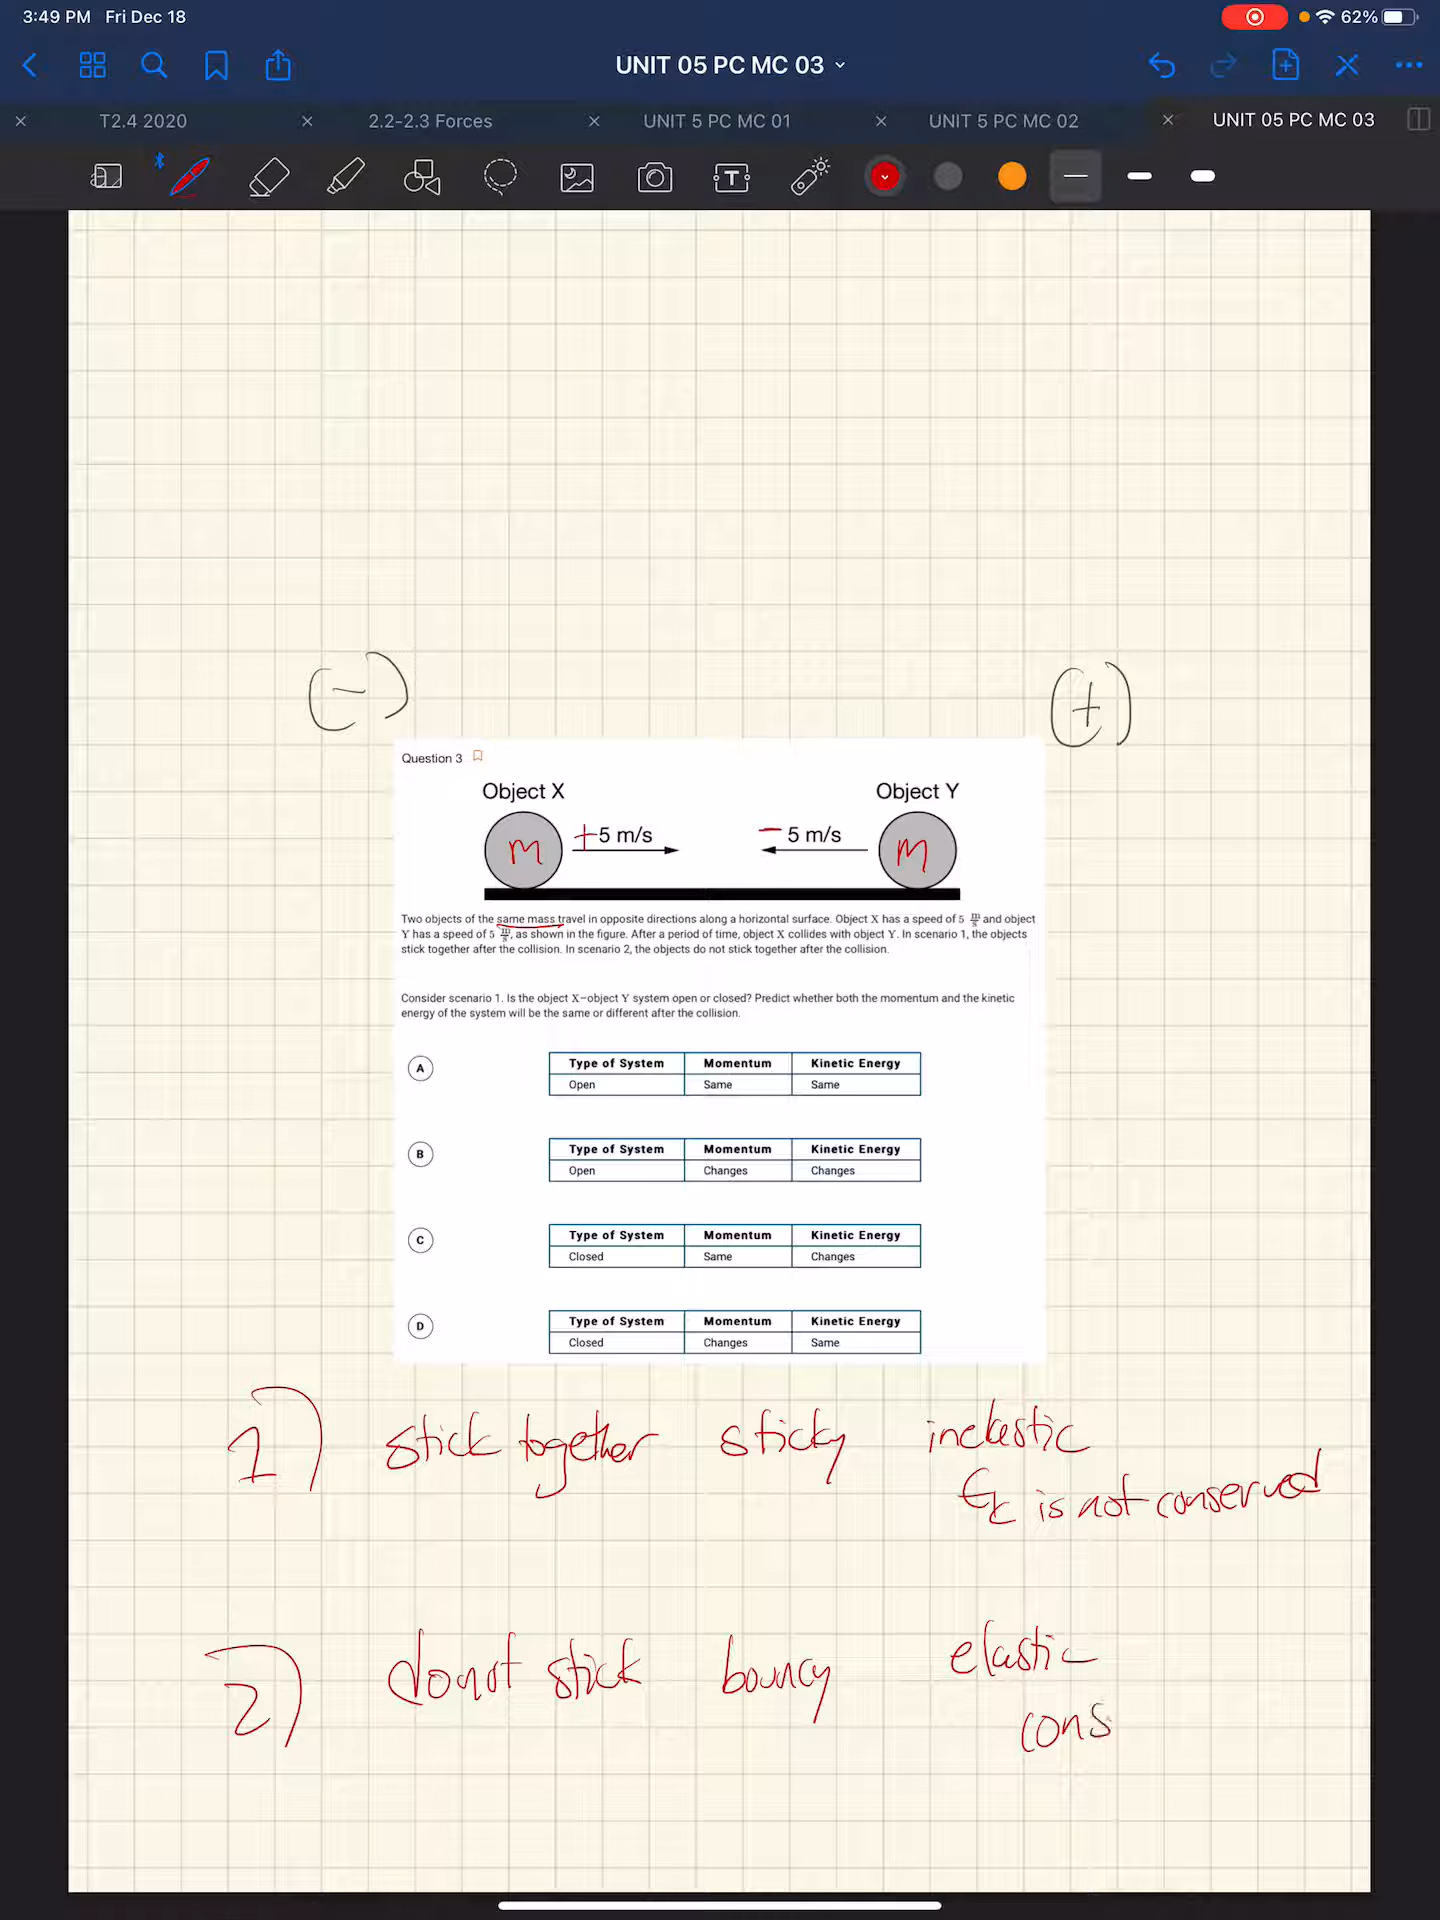 3:49 PM Fri Dec 18
62%
UNIT 05 PC MC 03
T2.4 2020
2.2-2.3 Forces
UNIT 5 PC MC 01
UNIT 5 PC MC 02
UNIT 05 PC MC 03
(-)
(+)
Question 3
Object X
Object Y
m +5 m/s
- 5 m/s m
Two objects of the same mass travel in opposite directions along a horizontal surface. Object X has a speed of 5 m/s and object
Y has a speed of 5 m/s, as shown in the figure. After a period of time, object X collides with object Y. In scenario 1, the objects
stick together after the collision. In scenario 2, the objects do not stick together after the collision.
Consider scenario 1. Is the object X-object Y system open or closed? Predict whether both the momentum and the kinetic
energy of the system will be the same or different after the collision.
A
Type of System Momentum Kinetic Energy
Open Same Same
B
Type of System Momentum Kinetic Energy
Open Changes Changes
C
Type of System Momentum Kinetic Energy
Closed Same Changes
D
Type of System Momentum Kinetic Energy
Closed Changes Same
1) stick together sticky inelastic
Ek is not conserved
2) do not stick bouncy elastic
cons